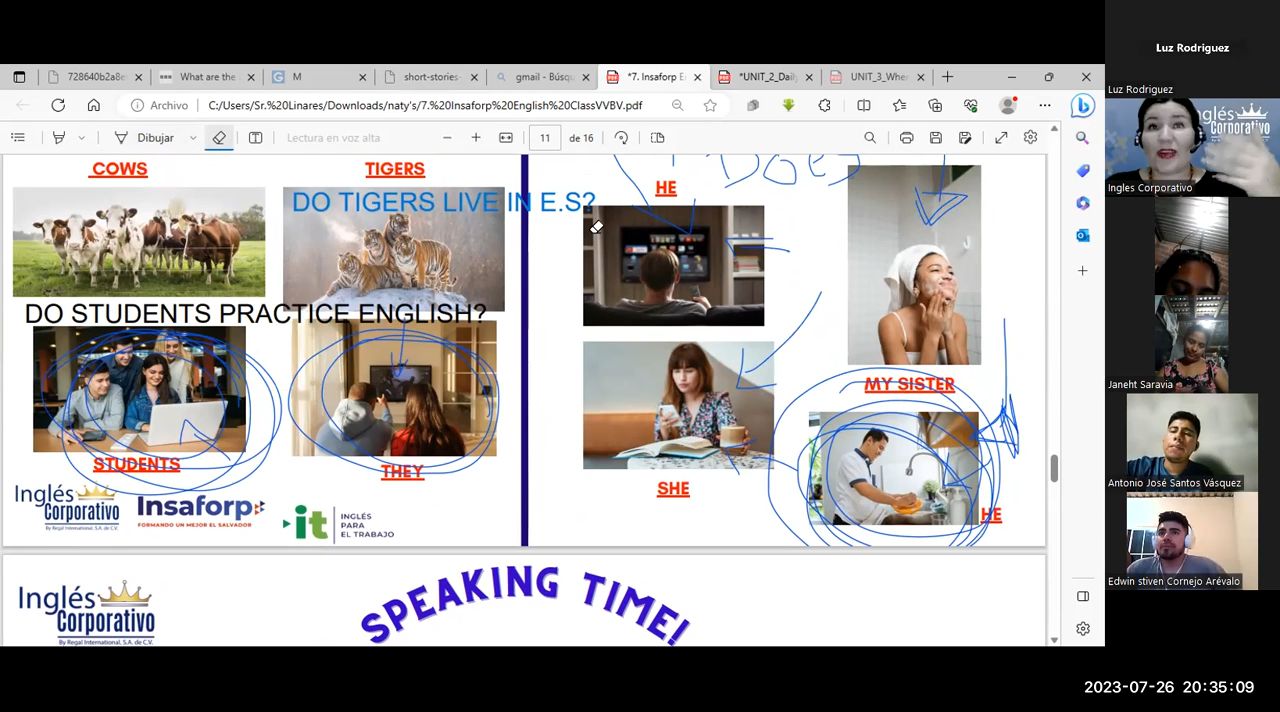 Luz Rodriguez
Luz Rodriguez
728640b2a8e
What are the
M
short-stories-
gmail - Búsqu
*7. Insaforp E
*UNIT_2_Daily
UNIT_3_When
Archivo
C:/Users/Sr.%20Linares/Downloads/naty's/7.%20Insaforp%20English%20ClassVVBV.pdf
Dibujar
Lectura en voz alta
11
de 16
COWS
TIGERS
DO TIGERS LIVE IN E.S?
DO STUDENTS PRACTICE ENGLISH?
STUDENTS
THEY
DOES
HE
SHE
MY SISTER
HE
Inglés
Corporativo
By Regal International, S.A. de C.V.
Insaforp
FORMANDO UN MEJOR EL SALVADOR
it
INGLÉS
PARA
EL TRABAJO
Inglés
Corporativo
By Regal International, S.A. de C.V.
SPEAKING TIME!
Inglés
Corporativo
Ingles Corporativo
Janeht Saravia
Antonio José Santos Vásquez
Edwin stiven Cornejo Arévalo
2023-07-26 20:35:09